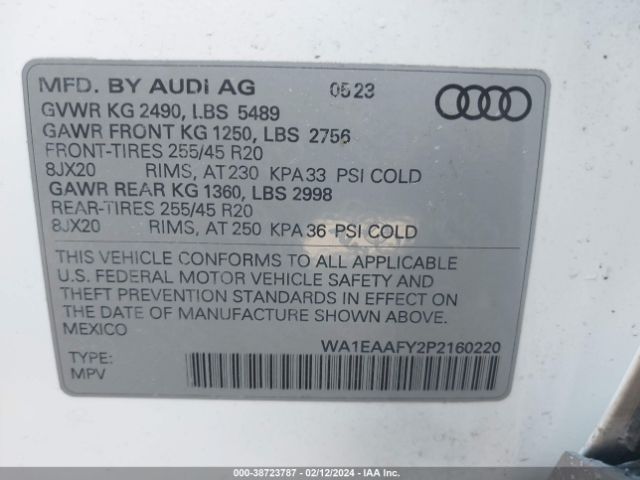 MFD. BY AUDI AG 05 23
GVWR KG 2490, LBS 5489
GAWR FRONT KG 1250, LBS 2756
FRONT-TIRES 255/45 R20
8JX20 RIMS, AT 230 KPA 33 PSI COLD
GAWR REAR KG 1360, LBS 2998
REAR-TIRES 255/45 R20
8JX20 RIMS, AT 250 KPA 36 PSI COLD
THIS VEHICLE CONFORMS TO ALL APPLICABLE
U.S. FEDERAL MOTOR VEHICLE SAFETY AND
THEFT PREVENTION STANDARDS IN EFFECT ON
THE DATE OF MANUFACTURE SHOWN ABOVE.
MEXICO
WA1EAAFY2P2160220
TYPE:
MPV
000-38723787 - 02/12/2024 - IAA Inc.